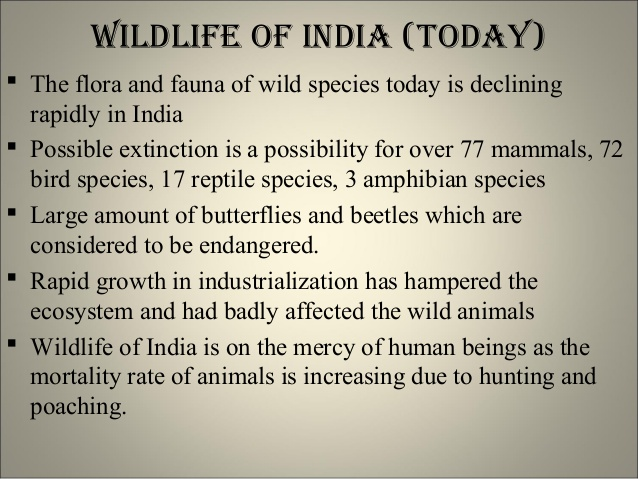 Wildlife of India (Today)
▪ The flora and fauna of wild species today is declining
rapidly in India
▪ Possible extinction is a possibility for over 77 mammals, 72
bird species, 17 reptile species, 3 amphibian species
▪ Large amount of butterflies and beetles which are
considered to be endangered.
▪ Rapid growth in industrialization has hampered the
ecosystem and had badly affected the wild animals
▪ Wildlife of India is on the mercy of human beings as the
mortality rate of animals is increasing due to hunting and
poaching.